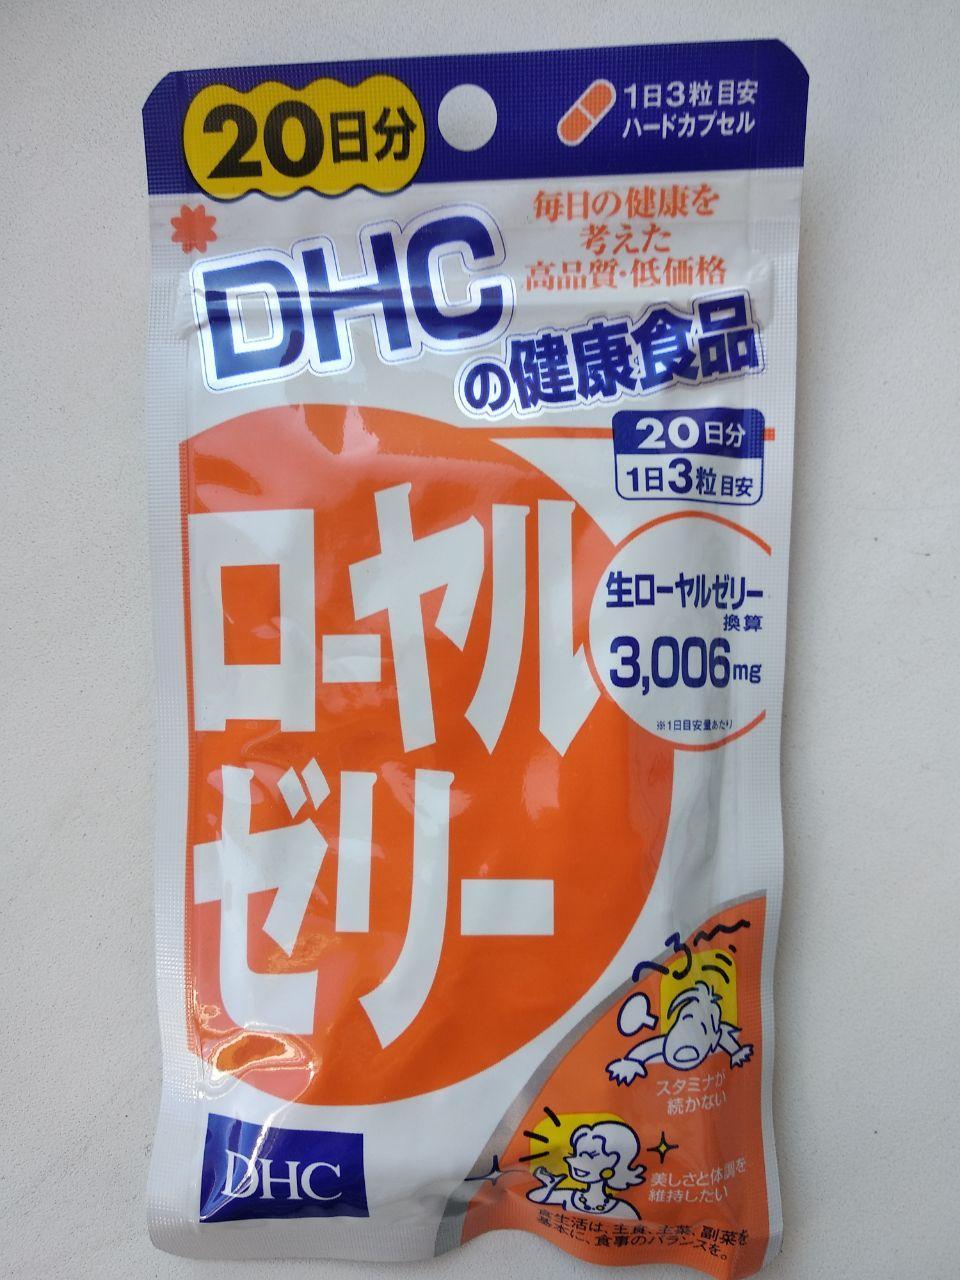 20日分
1日3粒目安
ハードカプセル
毎日の健康を
考えた
高品質・低価格
DHC
の健康食品
20日分
1日3粒目安
ローヤル
ゼリー
生ローヤルゼリー
換算
3,006mg
※1日目安量あたり
へろ〜〜
スタミナが
続かない
美しさと体調を
維持したい
DHC
食生活は、主食、主菜、副菜を
基本に、食事のバランスを。